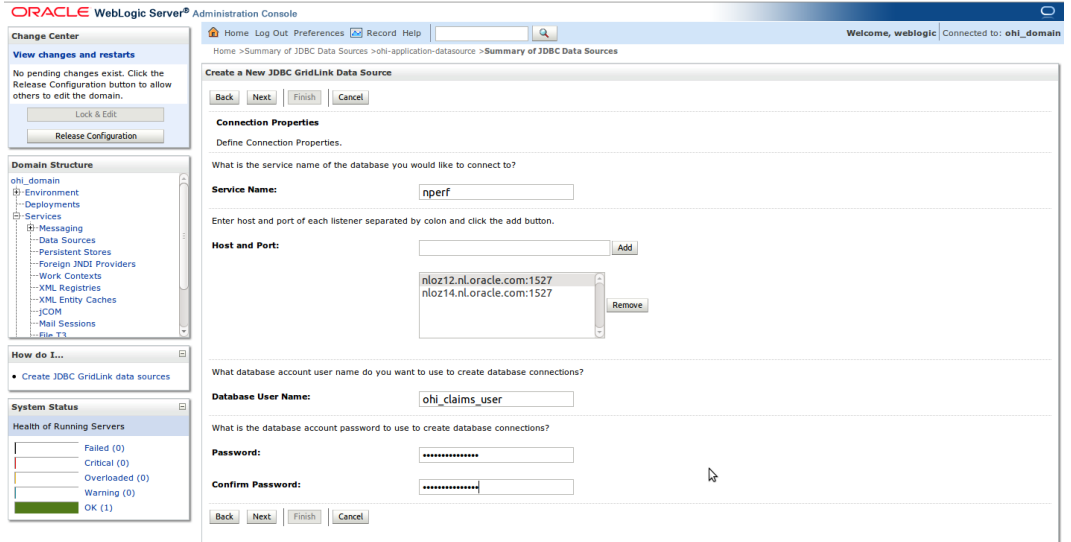 ORACLE WebLogic Server® Administration Console
Change Center
View changes and restarts
No pending changes exist. Click the
Release Configuration button to allow
others to edit the domain.
Lock & Edit
Release Configuration
Domain Structure
ohi_domain
Environment
Deployments
Services
Messaging
Data Sources
Persistent Stores
Foreign JNDI Providers
Work Contexts
XML Registries
XML Entity Caches
jCOM
Mail Sessions
File T3
How do I...
Create JDBC GridLink data sources
System Status
Health of Running Servers
Failed (0)
Critical (0)
Overloaded (0)
Warning (0)
OK (1)
Home Log Out Preferences Record Help
Welcome, weblogic Connected to: ohi_domain
Home >Summary of JDBC Data Sources >ohi-application-datasource >Summary of JDBC Data Sources
Create a New JDBC GridLink Data Source
Back Next Finish Cancel
Connection Properties
Define Connection Properties.
What is the service name of the database you would like to connect to?
Service Name: nperf
Enter host and port of each listener separated by colon and click the add button.
Host and Port: Add
nloz12.nl.oracle.com:1527
nloz14.nl.oracle.com:1527
Remove
What database account user name do you want to use to create database connections?
Database User Name: ohi_claims_user
What is the database account password to use to create database connections?
Password: •••••••••••••••
Confirm Password: •••••••••••••••
Back Next Finish Cancel